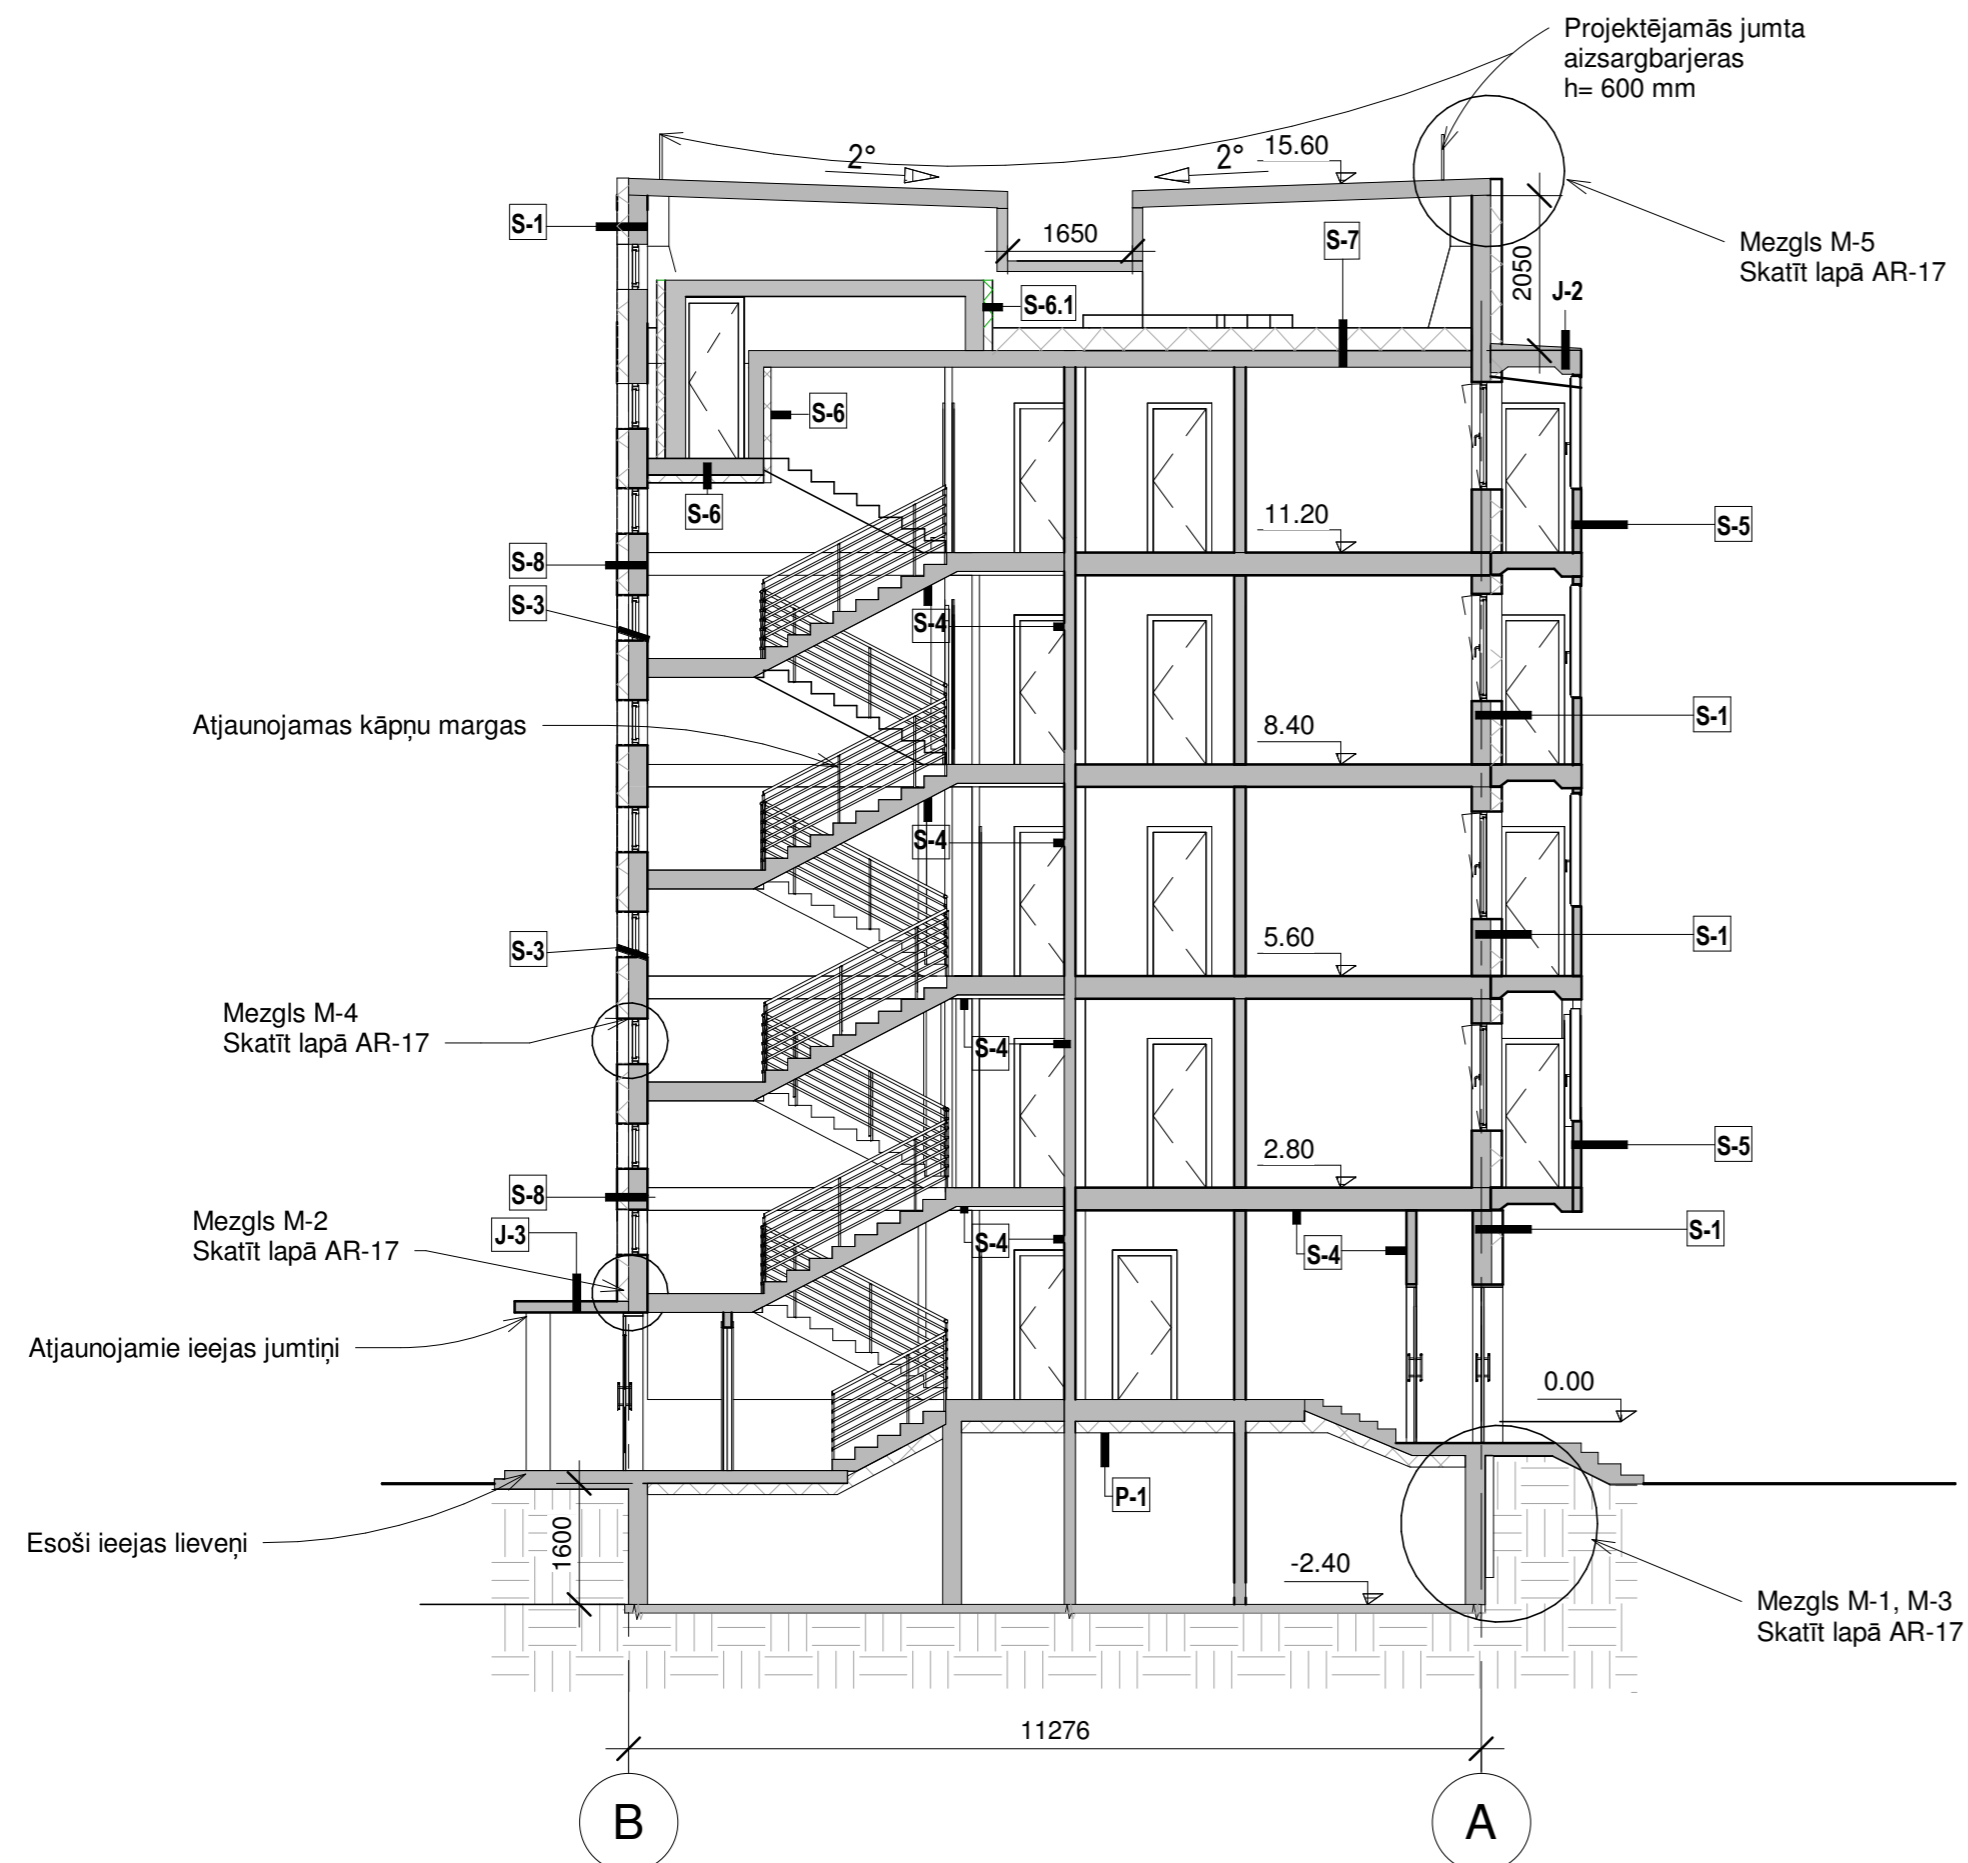 Projektējamās jumta
aizsargbarjeras
h= 600 mm
2°
2°
15.60
S-1
1650
S-7
2050
Mezgls M-5
Skatīt lapā AR-17
J-2
S-6.1
S-6
S-6
11.20
S-5
S-8
S-3
S-4
Atjaunojamas kāpņu margas
8.40
S-1
S-4
5.60
S-1
S-3
Mezgls M-4
Skatīt lapā AR-17
S-4
2.80
S-5
S-8
Mezgls M-2
Skatīt lapā AR-17
J-3
S-4
S-4
S-1
Atjaunojamie ieejas jumtiņi
0.00
P-1
Esoši ieejas lieveņi
1600
-2.40
Mezgls M-1, M-3
Skatīt lapā AR-17
11276
B
A